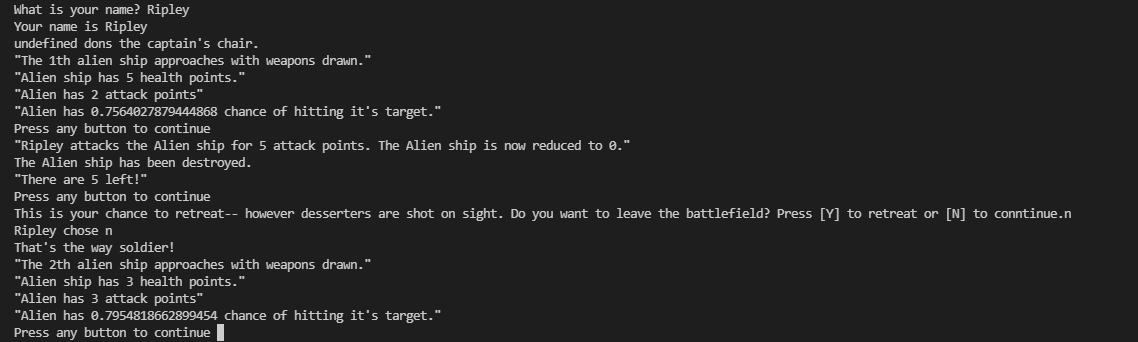 What is your name? Ripley
Your name is Ripley
undefined dons the captain's chair.
"The 1th alien ship approaches with weapons drawn."
"Alien ship has 5 health points."
"Alien has 2 attack points"
"Alien has 0.7564027879444868 chance of hitting it's target."
Press any button to continue
"Ripley attacks the Alien ship for 5 attack points. The Alien ship is now reduced to 0."
The Alien ship has been destroyed.
"There are 5 left!"
Press any button to continue
This is your chance to retreat-- however desserters are shot on sight. Do you want to leave the battlefield? Press [Y] to retreat or [N] to conntinue.n
Ripley chose n
That's the way soldier!
"The 2th alien ship approaches with weapons drawn."
"Alien ship has 3 health points."
"Alien has 3 attack points"
"Alien has 0.7954818662899454 chance of hitting it's target."
Press any button to continue